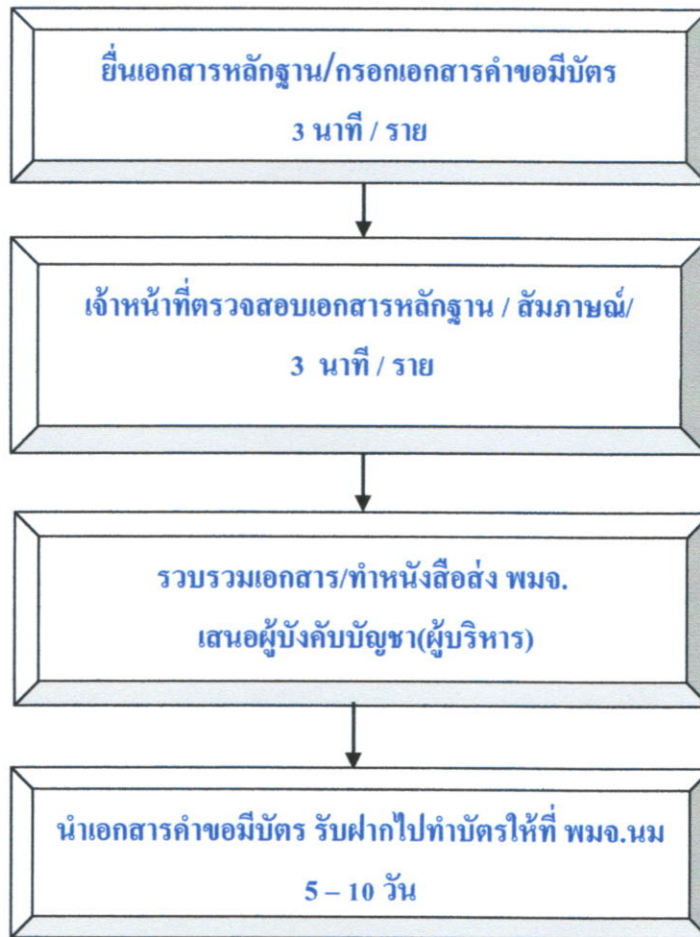 ยื่นเอกสารหลักฐาน/กรอกเอกสารคำขอมีบัตร
3 นาที / ราย
เจ้าหน้าที่ตรวจสอบเอกสารหลักฐาน / สัมภาษณ์/
3 นาที / ราย
รวบรวมเอกสาร/ทำหนังสือส่ง พมจ.
เสนอผู้บังคับบัญชา(ผู้บริหาร)
นำเอกสารคำขอมีบัตร รับฝากไปทำบัตรให้ที่ พมจ.นม
5 – 10 วัน